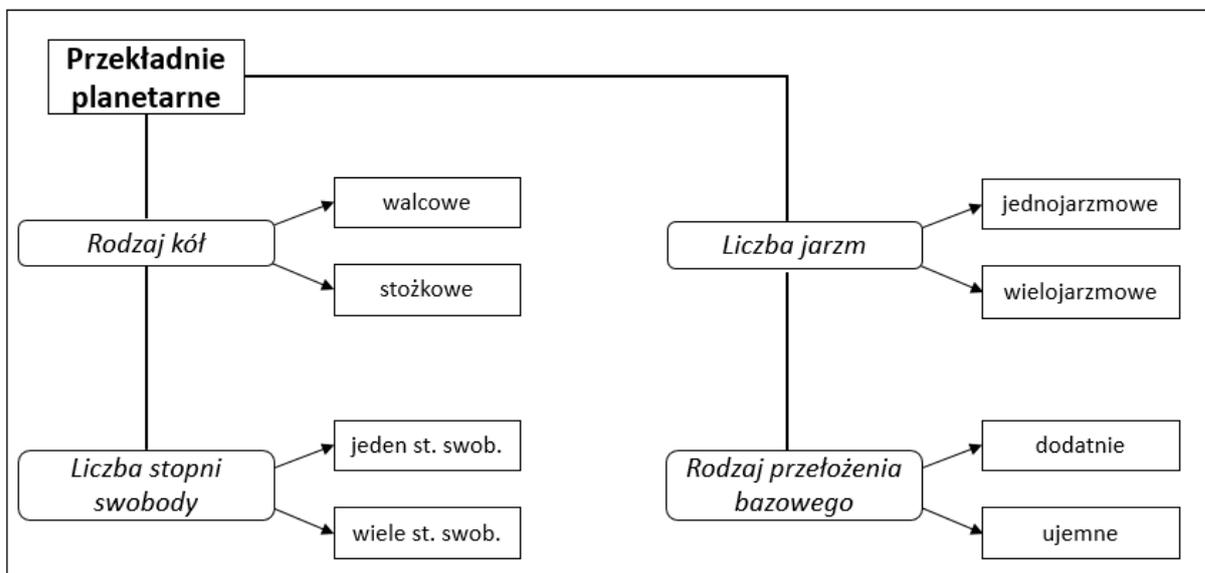 Przekładnie
planetarne
Rodzaj kół
walcowe
stożkowe
Liczba stopni
swobody
jeden st. swob.
wiele st. swob.
Liczba jarzm
jednojarzmowe
wielojarzmowe
Rodzaj przełożenia
bazowego
dodatnie
ujemne